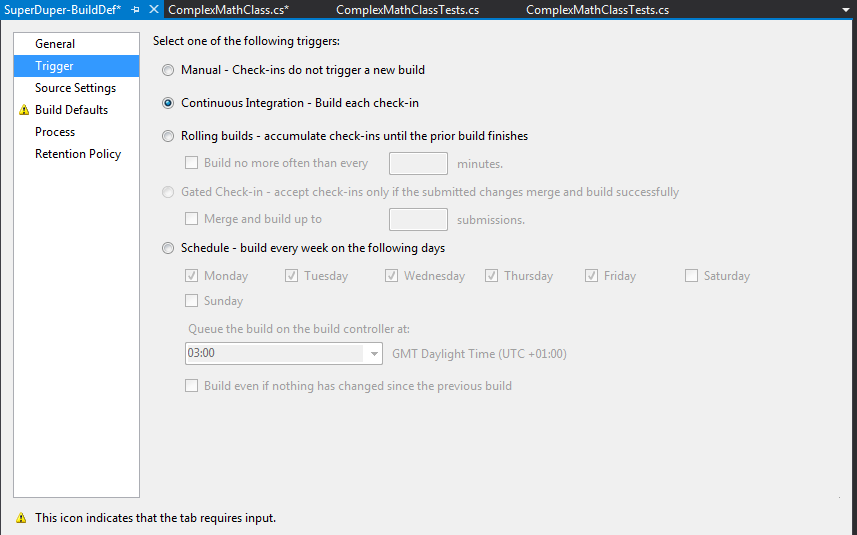 SuperDuper-BuildDef* ComplexMathClass.cs* ComplexMathClassTests.cs ComplexMathClassTests.cs
General
Trigger
Source Settings
Build Defaults
Process
Retention Policy
Select one of the following triggers:
Manual - Check-ins do not trigger a new build
Continuous Integration - Build each check-in
Rolling builds - accumulate check-ins until the prior build finishes
Build no more often than every minutes.
Gated Check-in - accept check-ins only if the submitted changes merge and build successfully
Merge and build up to submissions.
Schedule - build every week on the following days
Monday Tuesday Wednesday Thursday Friday Saturday
Sunday
Queue the build on the build controller at:
03:00 GMT Daylight Time (UTC +01:00)
Build even if nothing has changed since the previous build
This icon indicates that the tab requires input.